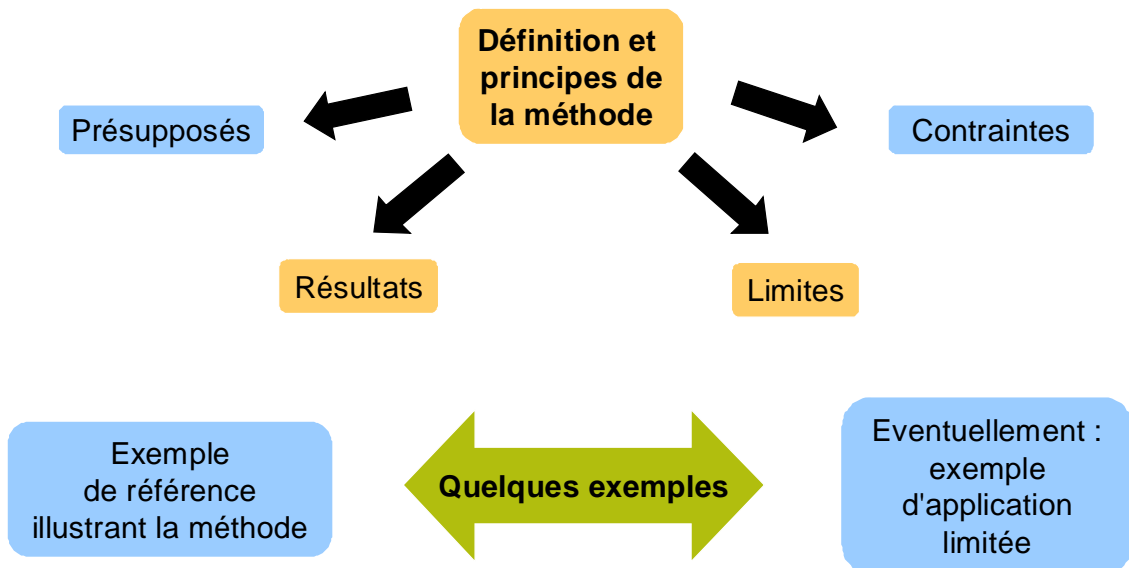 Définition et
principes de
la méthode
Présupposés
Contraintes
Résultats
Limites
Exemple
de référence
illustrant la méthode
Quelques exemples
Eventuellement :
exemple
d'application
limitée